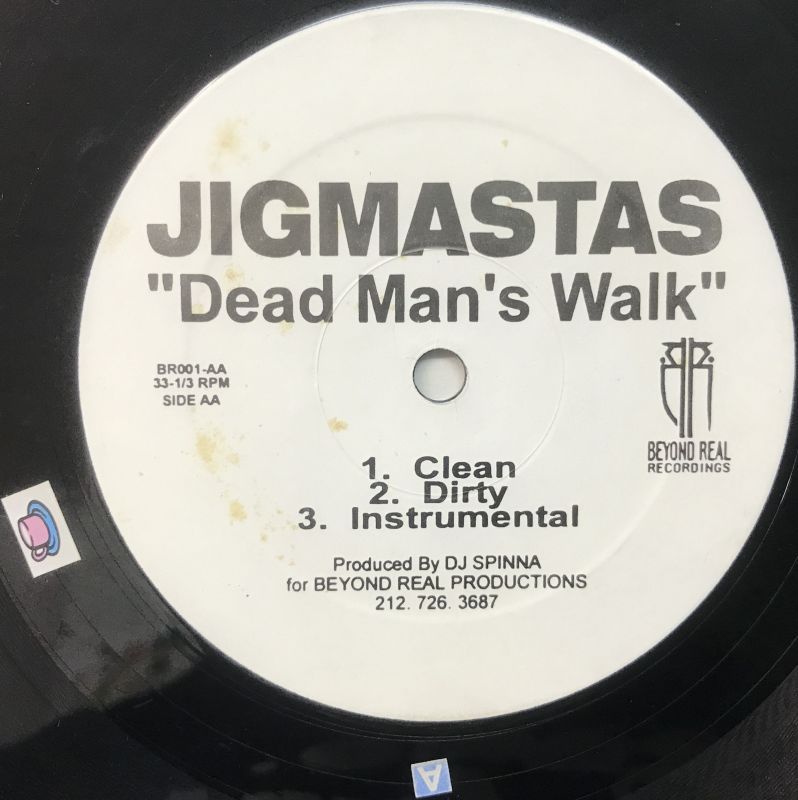 JIGMASTAS
"Dead Man's Walk"
BR001-AA
33-1/3 RPM
SIDE AA
BR
BEYOND REAL
RECORDINGS
1. Clean
2. Dirty
3. Instrumental
Produced By DJ SPINNA
for BEYOND REAL PRODUCTIONS
212. 726. 3687
A